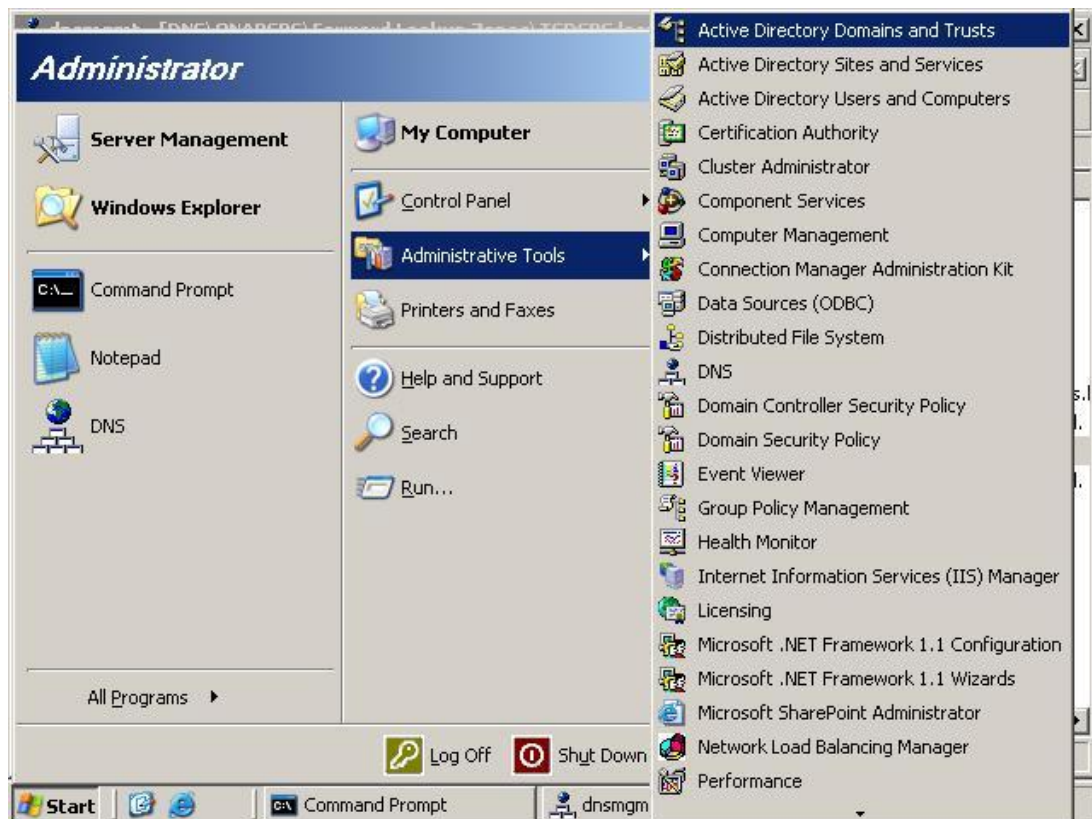 Administrator
Server Management
Windows Explorer
Command Prompt
Notepad
DNS
All Programs
My Computer
Control Panel
Administrative Tools
Printers and Faxes
Help and Support
Search
Run...
Log Off
Shut Down
Active Directory Domains and Trusts
Active Directory Sites and Services
Active Directory Users and Computers
Certification Authority
Cluster Administrator
Component Services
Computer Management
Connection Manager Administration Kit
Data Sources (ODBC)
Distributed File System
DNS
Domain Controller Security Policy
Domain Security Policy
Event Viewer
Group Policy Management
Health Monitor
Internet Information Services (IIS) Manager
Licensing
Microsoft .NET Framework 1.1 Configuration
Microsoft .NET Framework 1.1 Wizards
Microsoft SharePoint Administrator
Network Load Balancing Manager
Performance
Start
C:\ Command Prompt
dnsmgm